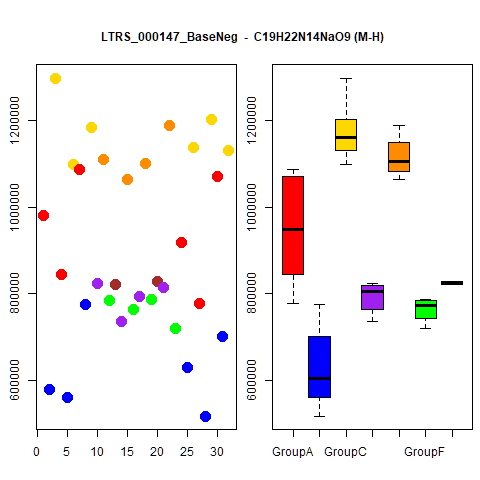 LTRS_000147_BaseNeg - C19H22N14NaO9 (M-H)
1200000
1000000
800000
600000
0 5 10 15 20 25 30
1200000
1000000
800000
600000
GroupA GroupC GroupF